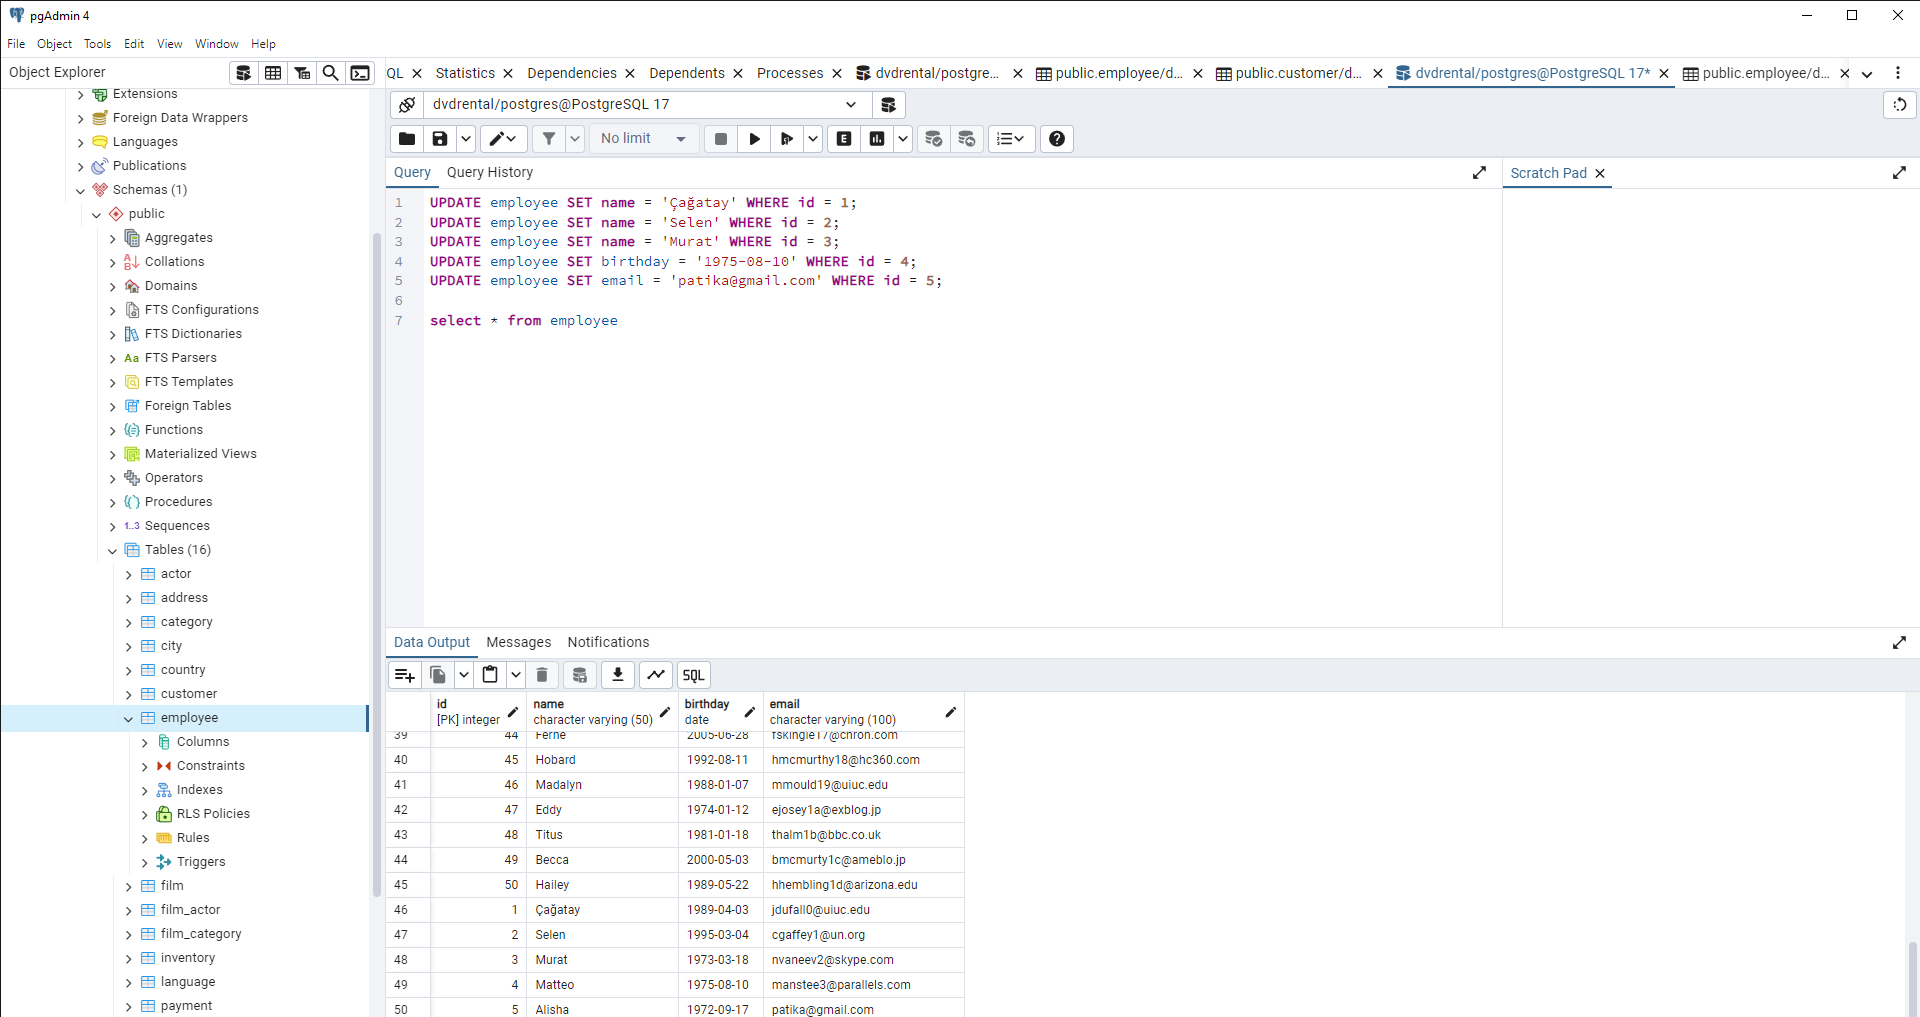 pgAdmin 4
File Object Tools Edit View Window Help
Object Explorer
QL Statistics Dependencies Dependents Processes dvdrental/postgre... public.employee/d... public.customer/d... dvdrental/postgres@PostgreSQL 17* public.employee/d...
Extensions
Foreign Data Wrappers
Languages
Publications
Schemas (1)
public
Aggregates
Collations
Domains
FTS Configurations
FTS Dictionaries
Aa FTS Parsers
FTS Templates
Foreign Tables
Functions
Materialized Views
Operators
Procedures
1..3 Sequences
Tables (16)
actor
address
category
city
country
customer
employee
Columns
Constraints
Indexes
RLS Policies
Rules
Triggers
film
film_actor
film_category
inventory
language
payment
dvdrental/postgres@PostgreSQL 17
No limit E
Query Query History
Scratch Pad
1 UPDATE employee SET name = 'Çağatay' WHERE id = 1;
2 UPDATE employee SET name = 'Selen' WHERE id = 2;
3 UPDATE employee SET name = 'Murat' WHERE id = 3;
4 UPDATE employee SET birthday = '1975-08-10' WHERE id = 4;
5 UPDATE employee SET email = 'patika@gmail.com' WHERE id = 5;
6
7 select * from employee
Data Output Messages Notifications
SQL
id name birthday email
[PK] integer character varying (50) date character varying (100)
39 44 Ferne 2005-06-28 fskingle17@cnron.com
40 45 Hobard 1992-08-11 hmcmurthy18@hc360.com
41 46 Madalyn 1988-01-07 mmould19@uiuc.edu
42 47 Eddy 1974-01-12 ejosey1a@exblog.jp
43 48 Titus 1981-01-18 thalm1b@bbc.co.uk
44 49 Becca 2000-05-03 bmcmurty1c@ameblo.jp
45 50 Hailey 1989-05-22 hhembling1d@arizona.edu
46 1 Çağatay 1989-04-03 jdufall0@uiuc.edu
47 2 Selen 1995-03-04 cgaffey1@un.org
48 3 Murat 1973-03-18 nvaneev2@skype.com
49 4 Matteo 1975-08-10 manstee3@parallels.com
50 5 Alisha 1972-09-17 patika@gmail.com